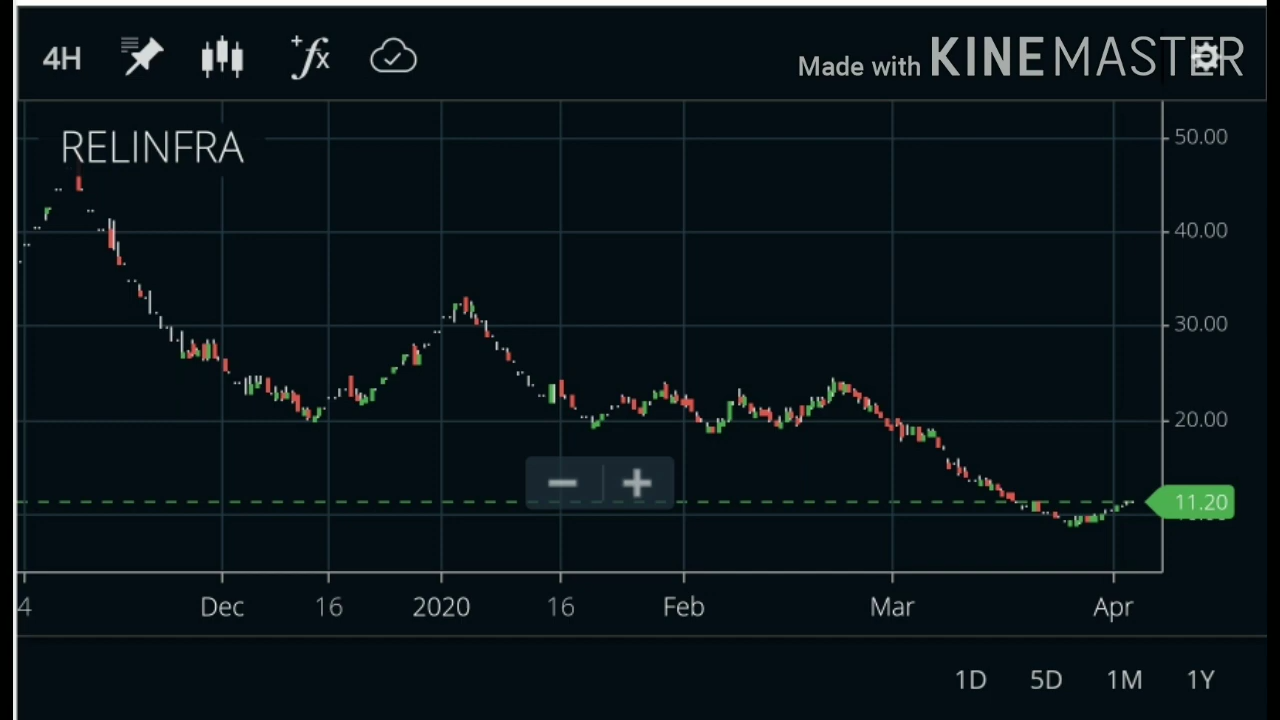 4H
Made with KINEMASTER
RELINFRA
50.00
40.00
30.00
20.00
11.20
4 Dec 16 2020 16 Feb Mar Apr
1D 5D 1M 1Y